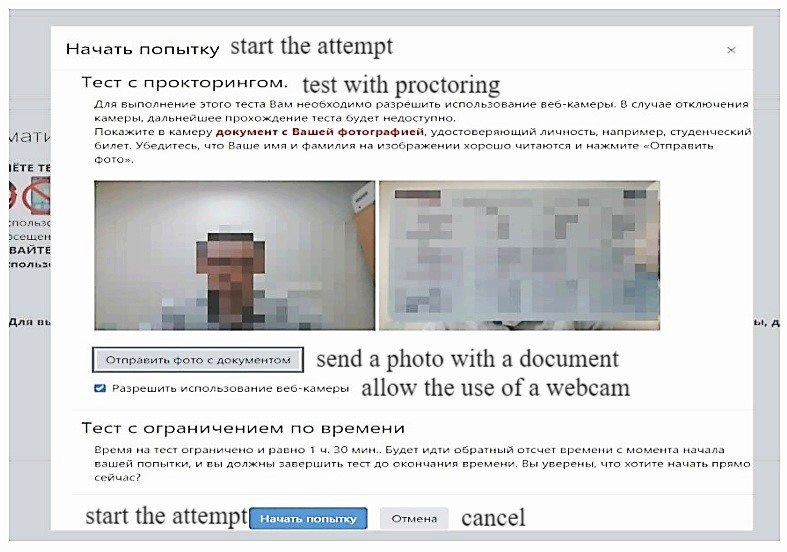 Начать попытку start the attempt ×
Тест с прокторингом. test with proctoring
Для выполнение этого теста Вам необходимо разрешить использование веб-камеры. В случае отключения
камеры, дальнейшее прохождение теста будет недоступно.
Покажите в камеру документ с Вашей фотографией, удостоверяющий личность, например, студенческий
билет. Убедитесь, что Ваше имя и фамилия на изображении хорошо читаются и нажмите «Отправить
фото».
Отправить фото с документом send a photo with a document
Разрешить использование веб-камеры allow the use of a webcam
Тест с ограничением по времени
Время на тест ограничено и равно 1 ч. 30 мин.. Будет идти обратный отсчет времени с момента начала
вашей попытки, и вы должны завершить тест до окончания времени. Вы уверены, что хотите начать прямо
сейчас?
start the attempt Начать попытку Отмена cancel